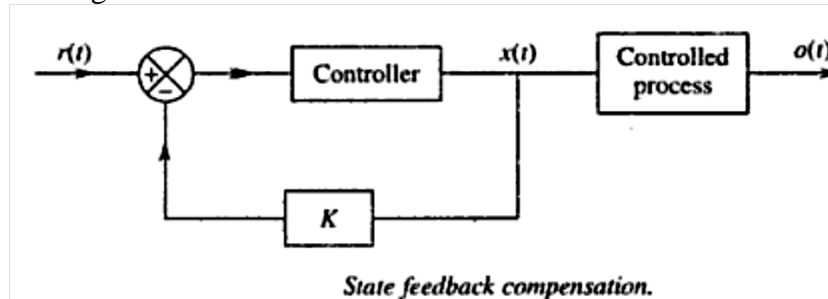 r(t)
+
−
Controller
x(t)
Controlled
process
o(t)
K
State feedback compensation.